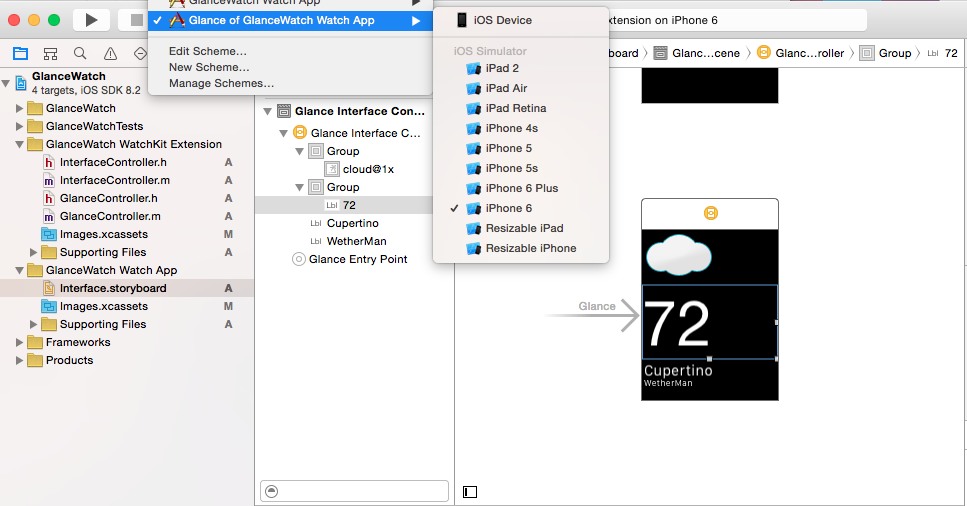 GlanceWatch Watch App
Glance of GlanceWatch Watch App
Edit Scheme...
New Scheme...
Manage Schemes...
iOS Device
iOS Simulator
iPad 2
iPad Air
iPad Retina
iPhone 4s
iPhone 5
iPhone 5s
iPhone 6 Plus
iPhone 6
Resizable iPad
Resizable iPhone
xtension on iPhone 6
board
Glanc...cene
Glanc...roller
Group
Lbl 72
GlanceWatch
4 targets, iOS SDK 8.2
GlanceWatch
GlanceWatchTests
GlanceWatch WatchKit Extension
h InterfaceController.h A
m InterfaceController.m A
h GlanceController.h A
m GlanceController.m A
Images.xcassets M
Supporting Files A
GlanceWatch Watch App
Interface.storyboard A
Images.xcassets M
Supporting Files A
Frameworks
Products
Glance Interface Con...
Glance Interface C...
Group
cloud@1x
Group
Lbl 72
Lbl Cupertino
Lbl WetherMan
Glance Entry Point
Glance
72
Cupertino
WetherMan